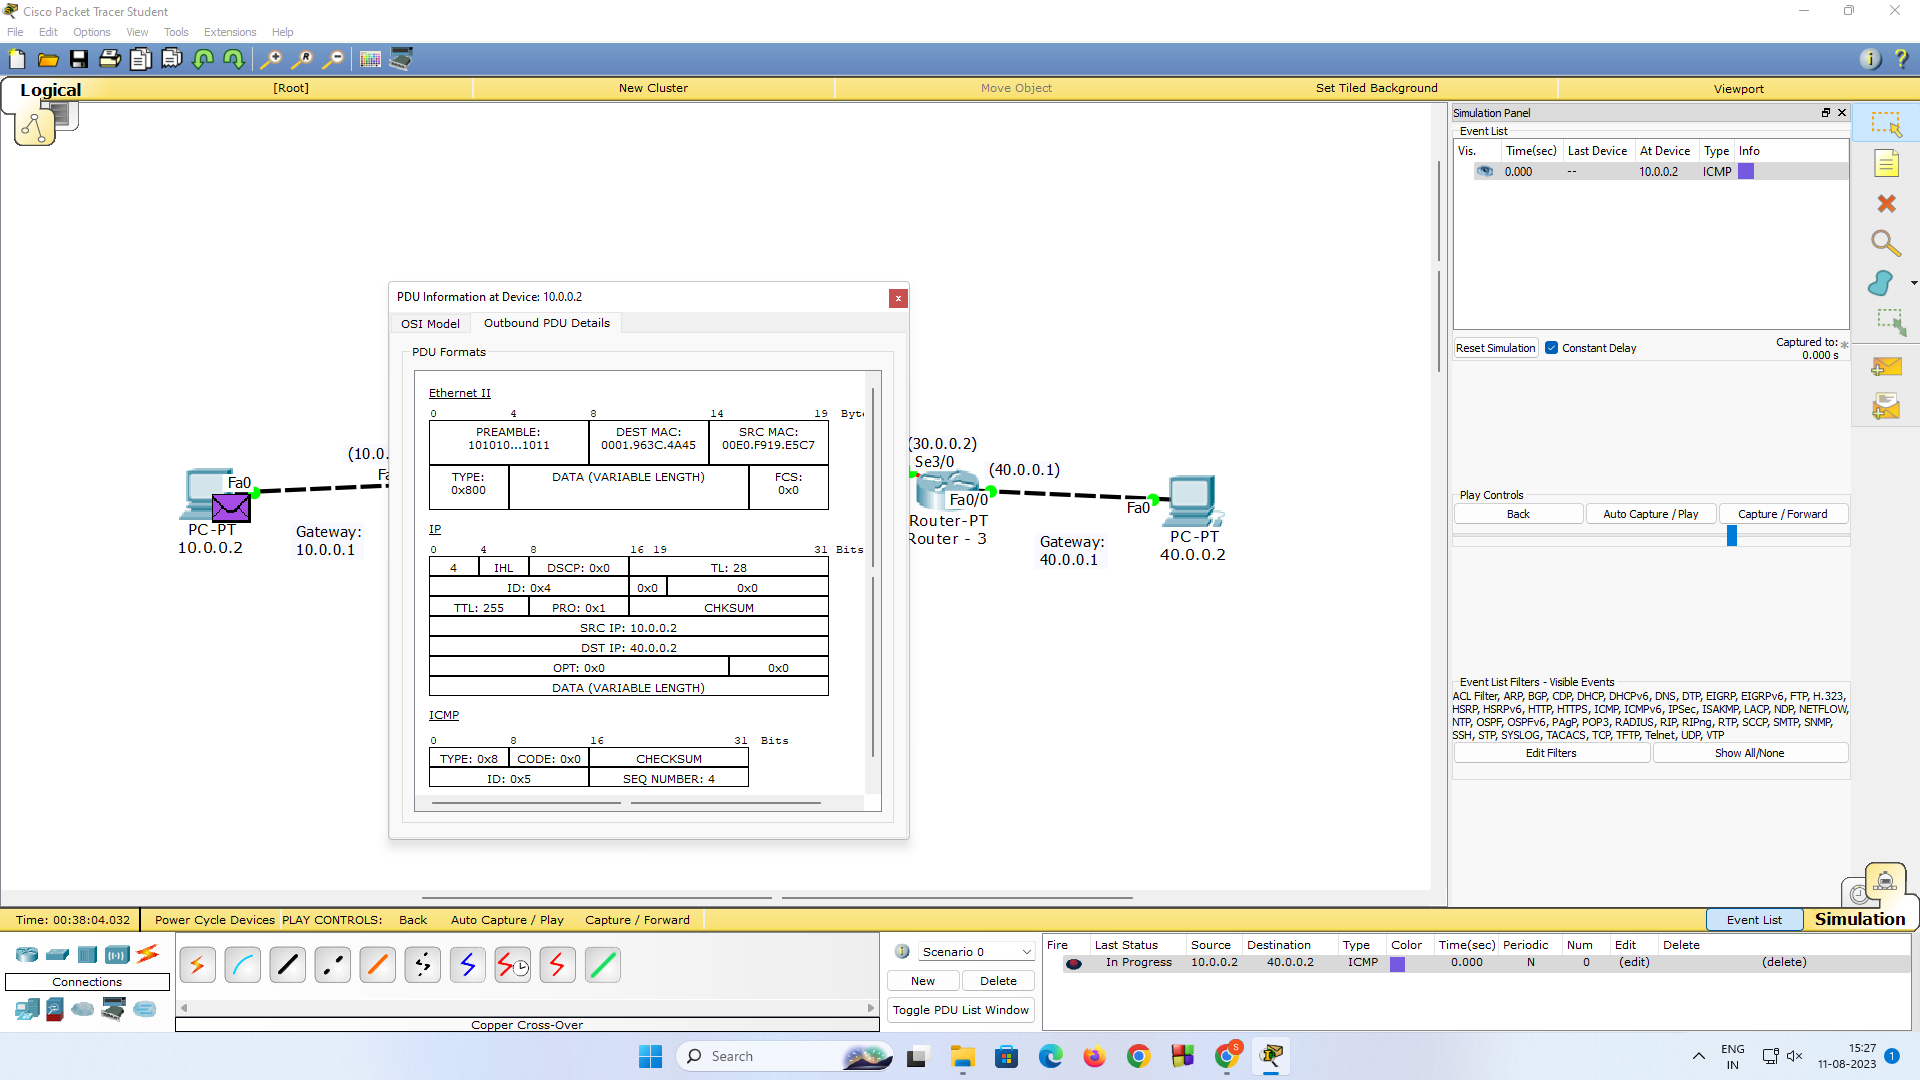 Cisco Packet Tracer Student
File Edit Options View Tools Extensions Help
Logical [Root] New Cluster Move Object Set Tiled Background Viewport
Simulation Panel
Event List
Vis. Time(sec) Last Device At Device Type Info
0.000 -- 10.0.0.2 ICMP
Reset Simulation Constant Delay Captured to: *
0.000 s
Play Controls
Back Auto Capture / Play Capture / Forward
Event List Filters - Visible Events
ACL Filter, ARP, BGP, CDP, DHCP, DHCPv6, DNS, DTP, EIGRP, EIGRPv6, FTP, H.323,
HSRP, HSRPv6, HTTP, HTTPS, ICMP, ICMPv6, IPSec, ISAKMP, LACP, NDP, NETFLOW,
NTP, OSPF, OSPFv6, PAgP, POP3, RADIUS, RIP, RIPng, RTP, SCCP, SMTP, SNMP,
SSH, STP, SYSLOG, TACACS, TCP, TFTP, Telnet, UDP, VTP
Edit Filters Show All/None
PDU Information at Device: 10.0.0.2 x
OSI Model Outbound PDU Details
PDU Formats
Ethernet II
0 4 8 14 19 Byte
PREAMBLE: DEST MAC: SRC MAC:
101010...1011 0001.963C.4A45 00E0.F919.E5C7
TYPE: DATA (VARIABLE LENGTH) FCS:
0x800 0x0
IP
0 4 8 16 19 31 Bits
4 IHL DSCP: 0x0 TL: 28
ID: 0x4 0x0 0x0
TTL: 255 PRO: 0x1 CHKSUM
SRC IP: 10.0.0.2
DST IP: 40.0.0.2
OPT: 0x0 0x0
DATA (VARIABLE LENGTH)
ICMP
0 8 16 31 Bits
TYPE: 0x8 CODE: 0x0 CHECKSUM
ID: 0x5 SEQ NUMBER: 4
(10.0.
Fa
Fa0
PC-PT
10.0.0.2
Gateway:
10.0.0.1
(30.0.0.2)
Se3/0
(40.0.0.1)
Fa0/0
Router-PT
Router - 3
Gateway:
40.0.0.1
Fa0
PC-PT
40.0.0.2
Time: 00:38:04.032 Power Cycle Devices PLAY CONTROLS: Back Auto Capture / Play Capture / Forward Event List Simulation
Connections
Copper Cross-Over
Scenario 0
New Delete
Toggle PDU List Window
Fire Last Status Source Destination Type Color Time(sec) Periodic Num Edit Delete
In Progress 10.0.0.2 40.0.0.2 ICMP 0.000 N 0 (edit) (delete)
Search
S
ENG
IN
15:27
11-08-2023
1